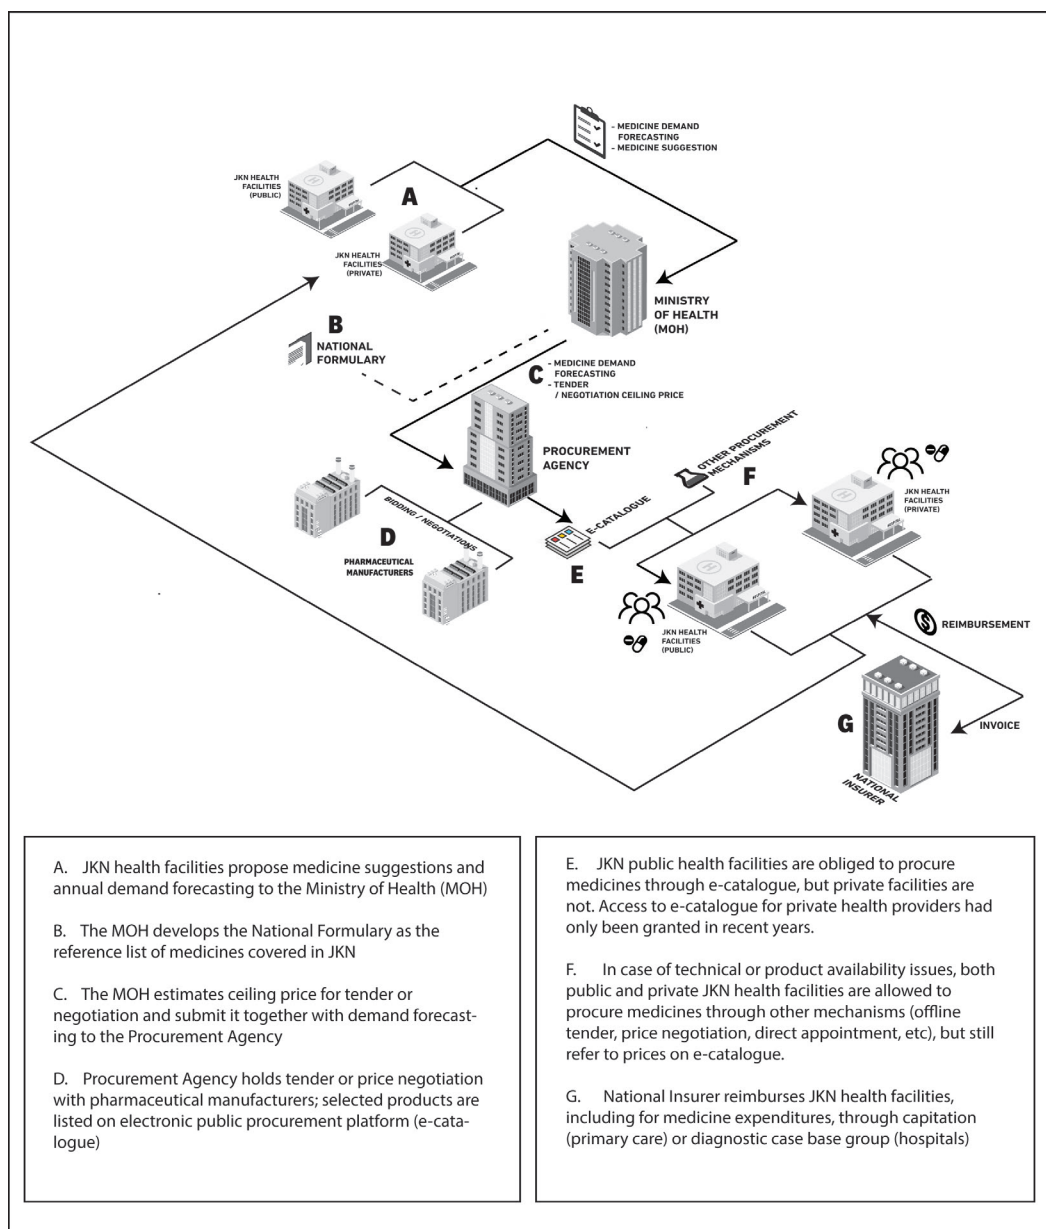 - MEDICINE DEMAND
FORECASTING
- MEDICINE SUGGESTION
JKN HEALTH
FACILITIES
(PUBLIC)
A
JKN HEALTH
FACILITIES
(PRIVATE)
MINISTRY
OF HEALTH
(MOH)
B
NATIONAL
FORMULARY
C
- MEDICINE DEMAND
FORECASTING
- TENDER
/ NEGOTIATION CEILING PRICE
PROCUREMENT
AGENCY
OTHER PROCUREMENT
MECHANISMS
F
JKN HEALTH
FACILITIES
(PRIVATE)
BIDDING / NEGOTIATIONS
D
PHARMACEUTICAL
MANUFACTURERS
E-CATALOGUE
E
JKN HEALTH
FACILITIES
(PUBLIC)
REIMBURSEMENT
G
INVOICE
NATIONAL
INSURER
A. JKN health facilities propose medicine suggestions and
annual demand forecasting to the Ministry of Health (MOH)
B. The MOH develops the National Formulary as the
reference list of medicines covered in JKN
C. The MOH estimates ceiling price for tender or
negotiation and submit it together with demand forecast-
ing to the Procurement Agency
D. Procurement Agency holds tender or price negotiation
with pharmaceutical manufacturers; selected products are
listed on electronic public procurement platform (e-cata-
logue)
E. JKN public health facilities are obliged to procure
medicines through e-catalogue, but private facilities are
not. Access to e-catalogue for private health providers had
only been granted in recent years.
F. In case of technical or product availability issues, both
public and private JKN health facilities are allowed to
procure medicines through other mechanisms (offline
tender, price negotiation, direct appointment, etc), but still
refer to prices on e-catalogue.
G. National Insurer reimburses JKN health facilities,
including for medicine expenditures, through capitation
(primary care) or diagnostic case base group (hospitals)